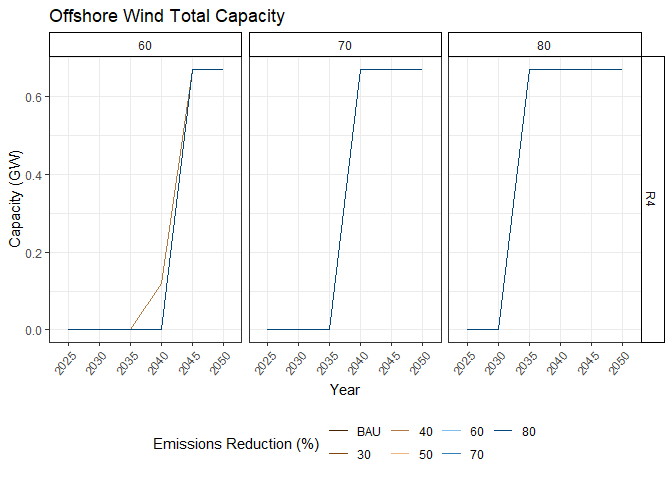 Offshore Wind Total Capacity
60 70 80
0.6
0.4
0.2
0.0
Capacity (GW)
R4
2025 2030 2035 2040 2045 2050 2025 2030 2035 2040 2045 2050 2025 2030 2035 2040 2045 2050
Year
Emissions Reduction (%)
BAU 40 60 80
30 50 70